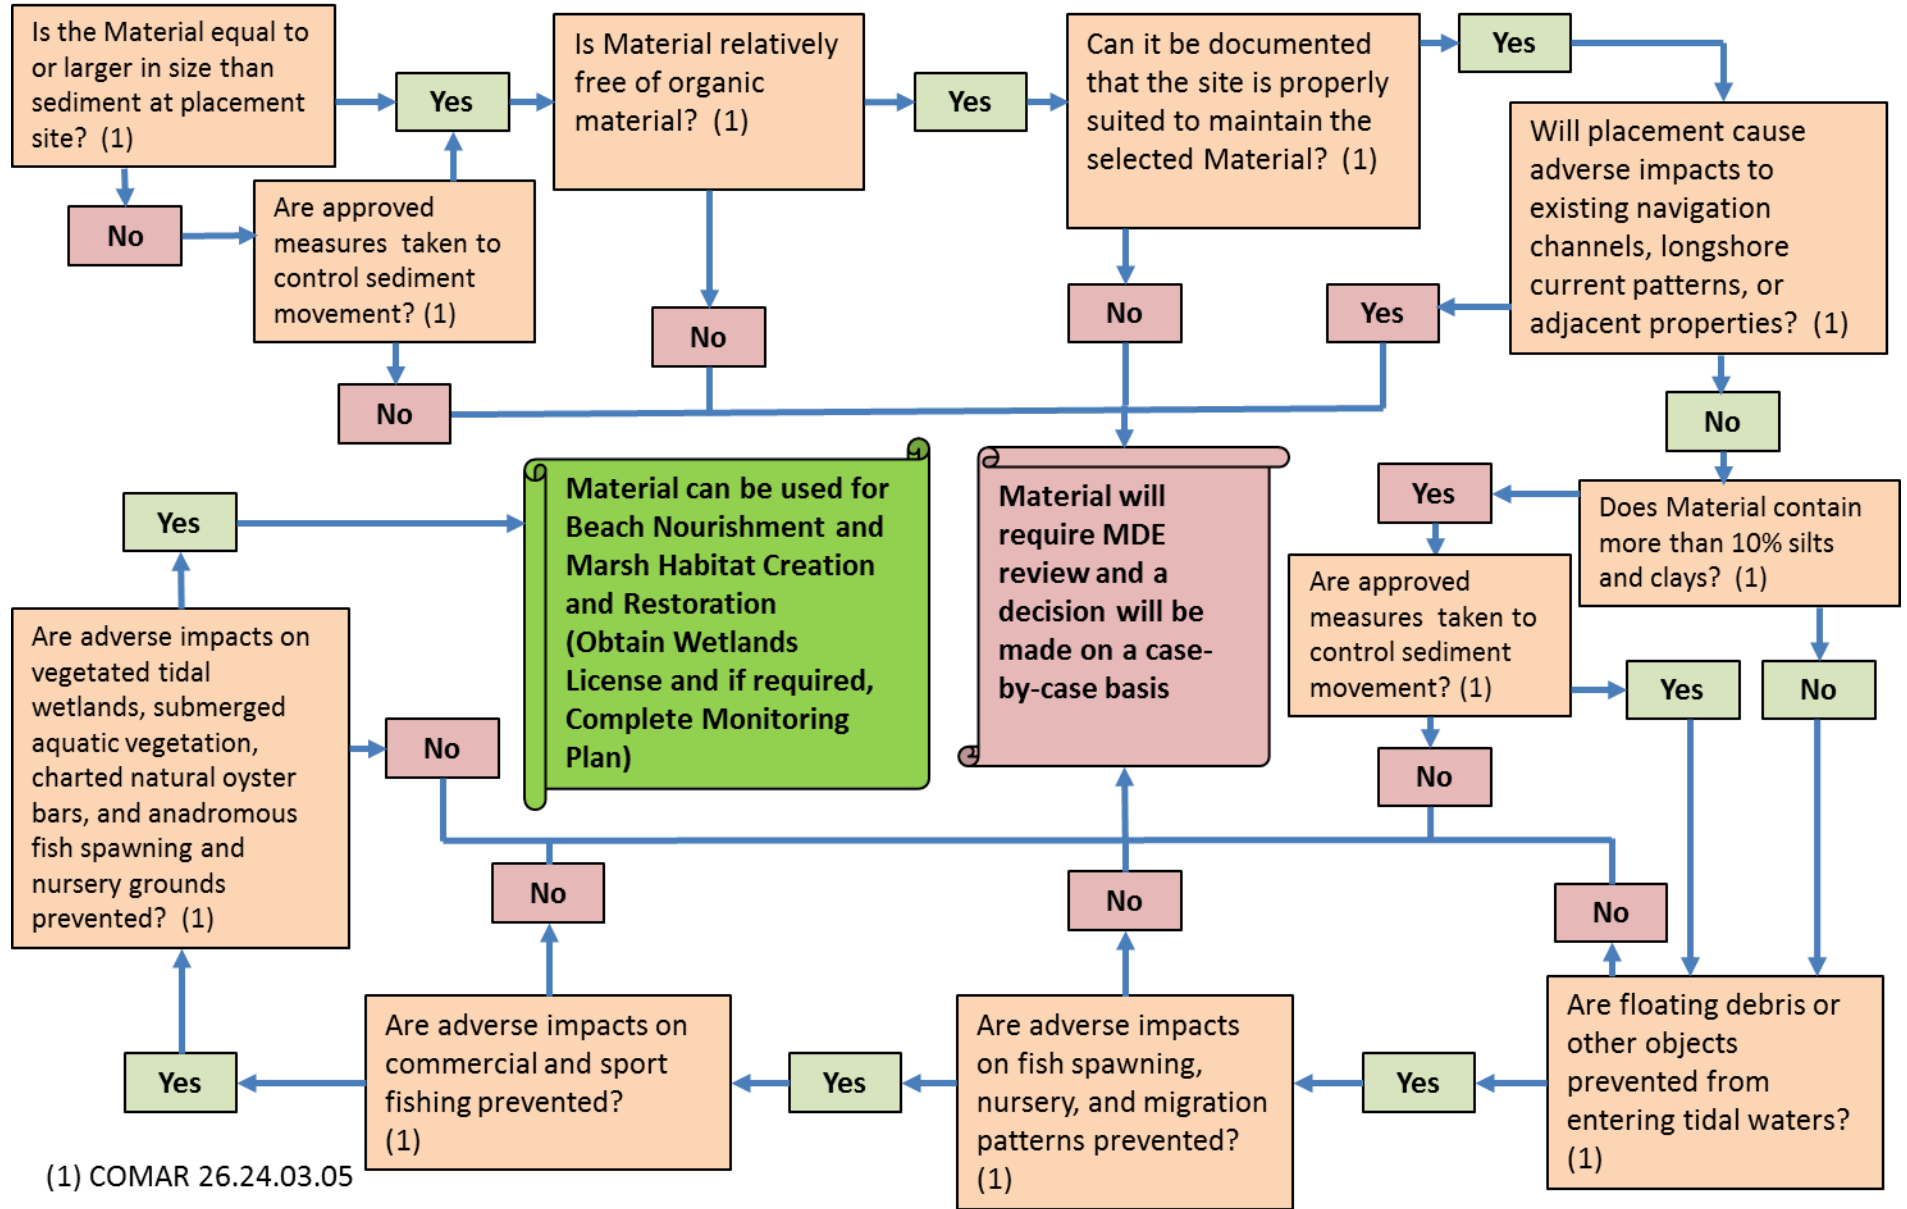 Is the Material equal to
or larger in size than
sediment at placement
site? (1)
Yes
No
Are approved
measures taken to
control sediment
movement? (1)
No
Is Material relatively
free of organic
material? (1)
Yes
No
Can it be documented
that the site is properly
suited to maintain the
selected Material? (1)
Yes
No
Will placement cause
adverse impacts to
existing navigation
channels, longshore
current patterns, or
adjacent properties? (1)
Yes
No
Does Material contain
more than 10% silts
and clays? (1)
Yes
No
Are approved
measures taken to
control sediment
movement? (1)
Yes
No
Are floating debris or
other objects
prevented from
entering tidal waters?
(1)
No
Yes
Are adverse impacts
on fish spawning,
nursery, and migration
patterns prevented?
(1)
No
Yes
Are adverse impacts on
commercial and sport
fishing prevented?
(1)
No
Yes
Are adverse impacts on
vegetated tidal
wetlands, submerged
aquatic vegetation,
charted natural oyster
bars, and anadromous
fish spawning and
nursery grounds
prevented? (1)
No
Yes
Material can be used for
Beach Nourishment and
Marsh Habitat Creation
and Restoration
(Obtain Wetlands
License and if required,
Complete Monitoring
Plan)
Material will
require MDE
review and a
decision will be
made on a case-
by-case basis
(1) COMAR 26.24.03.05